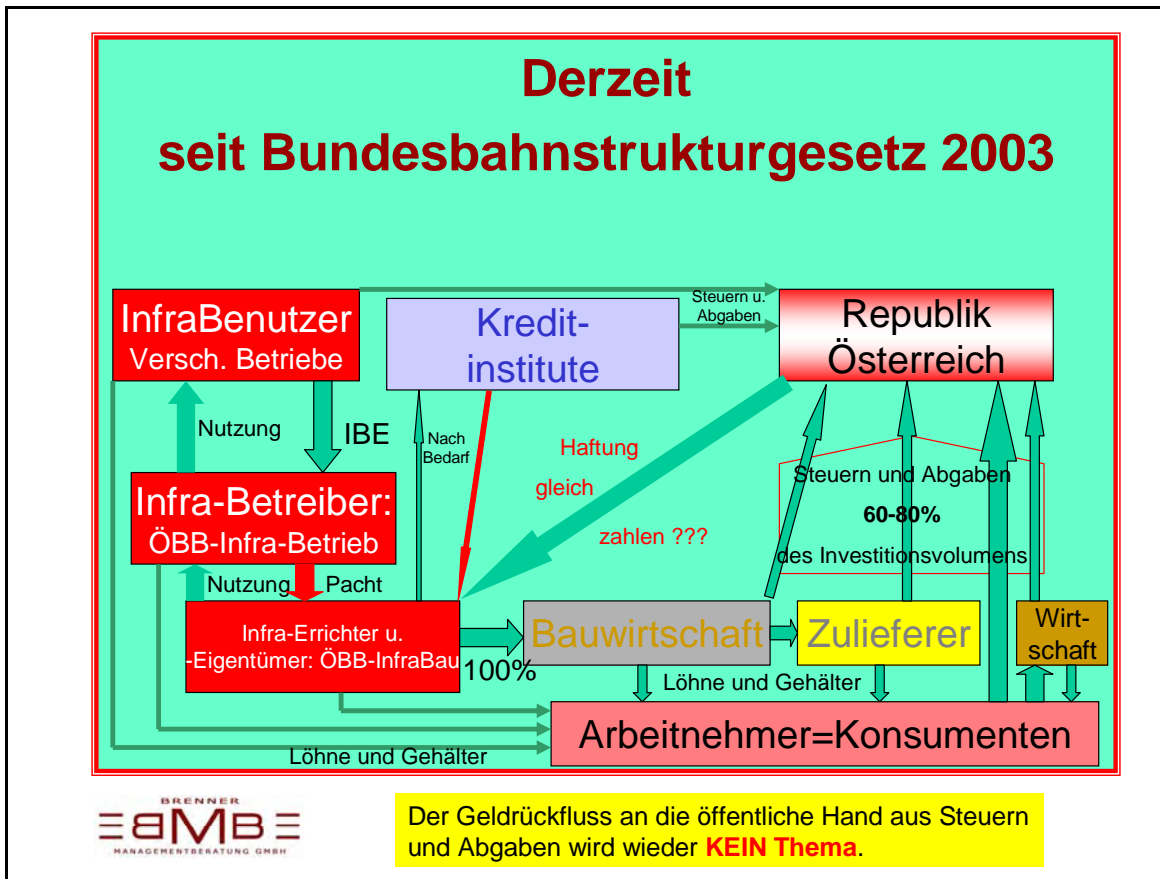 Derzeit
seit Bundesbahnstrukturgesetz 2003
InfraBenutzer
Versch. Betriebe
Kredit-
institute
Steuern u.
Abgaben
Republik
Österreich
Nutzung
IBE
Nach
Bedarf
Haftung
gleich
zahlen ???
Steuern und Abgaben
60-80%
des Investitionsvolumens
Infra-Betreiber:
ÖBB-Infra-Betrieb
Nutzung
Pacht
Infra-Errichter u.
-Eigentümer: ÖBB-InfraBau
100%
Bauwirtschaft
Zulieferer
Wirt-
schaft
Löhne und Gehälter
Arbeitnehmer=Konsumenten
Löhne und Gehälter
BRENNER
BMB
MANAGEMENTBERATUNG GMBH
Der Geldrückfluss an die öffentliche Hand aus Steuern
und Abgaben wird wieder KEIN Thema.